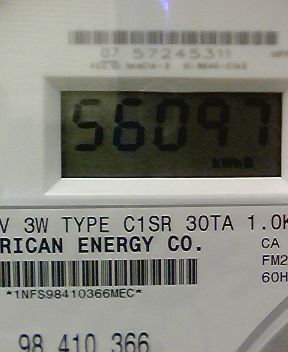 07 57245311
56097
kWh
V 3W TYPE C1SR 30TA 1.0K
RICAN ENERGY CO. CA
FM2
60H
*1NFS98410366MEC*
98 410 366